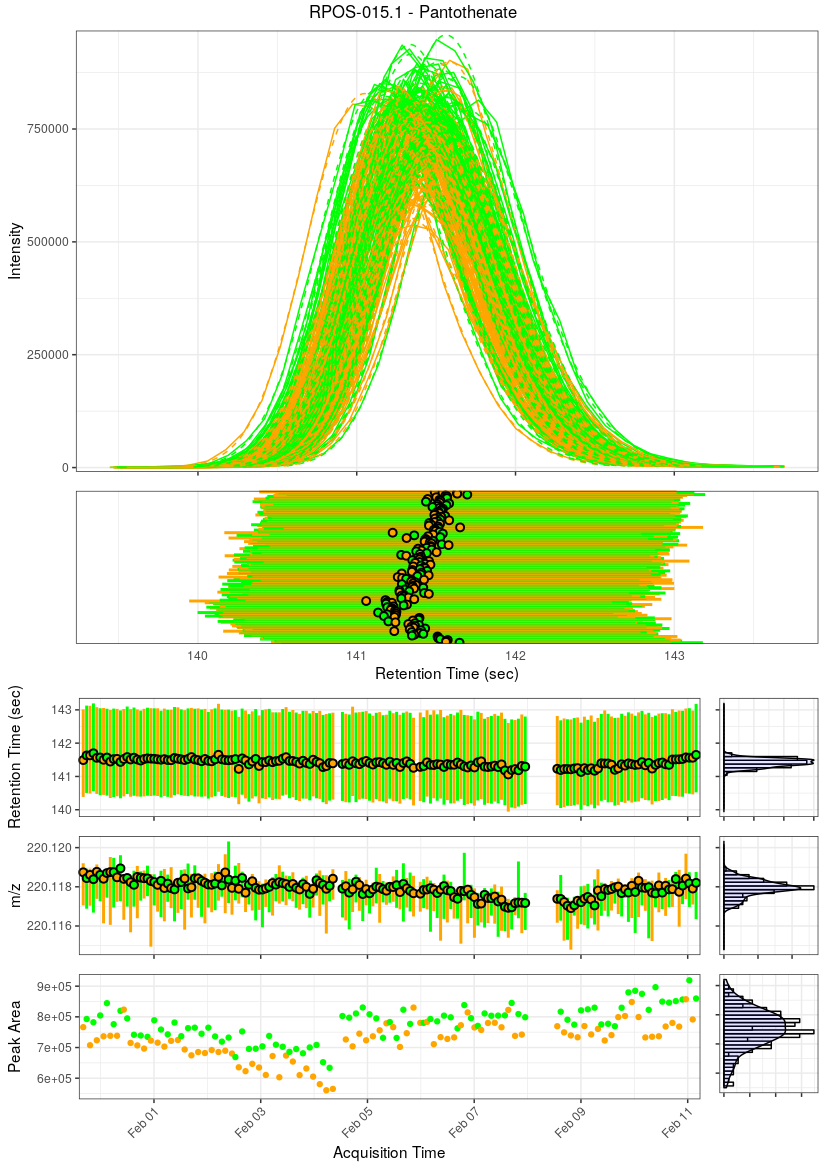 RPOS-015.1 - Pantothenate
Intensity
750000
500000
250000
0
140
141
142
143
Retention Time (sec)
Retention Time (sec)
143
142
141
140
m/z
220.120
220.118
220.116
Peak Area
9e+05
8e+05
7e+05
6e+05
Feb 01
Feb 03
Feb 05
Feb 07
Feb 09
Feb 11
Acquisition Time